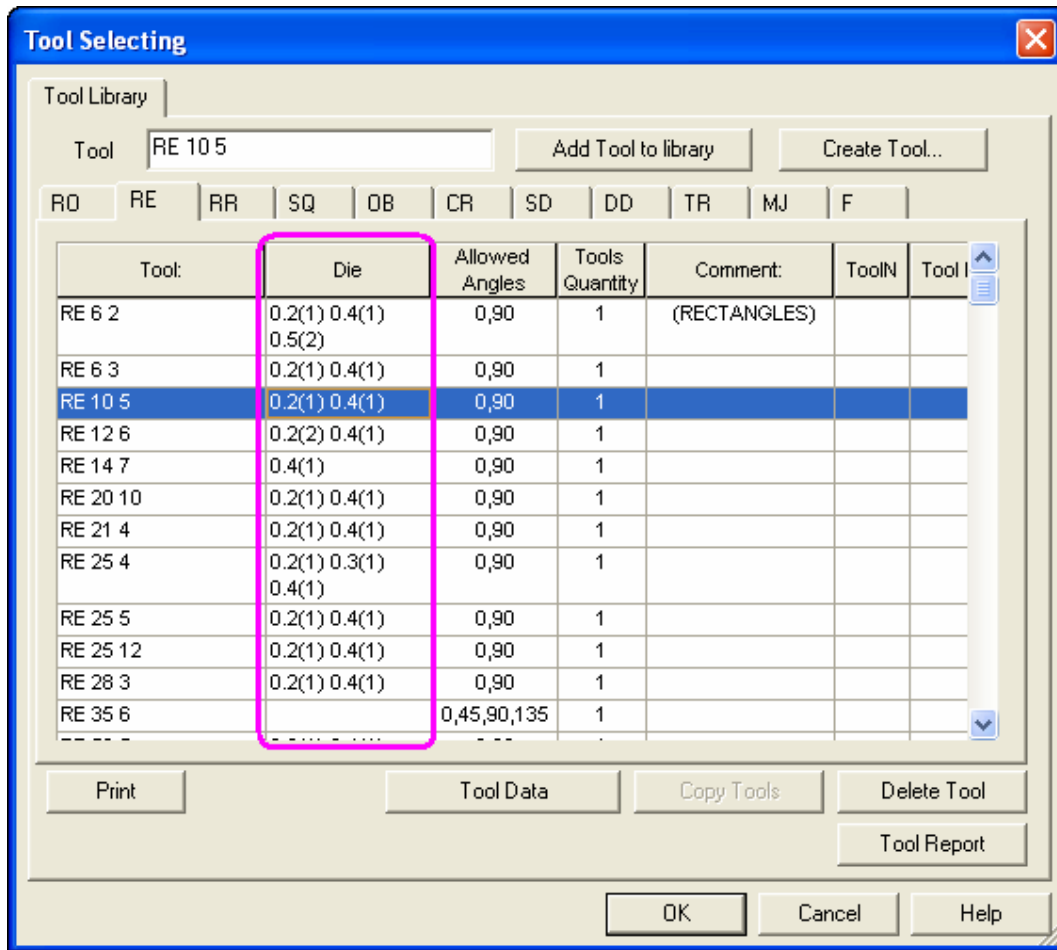 Tool Selecting
Tool Library
Tool RE 10 5 Add Tool to library Create Tool...
RO RE RR SQ OB CR SD DD TR MJ F
Tool: Die Allowed Angles Tools Quantity Comment: ToolN Tool
RE 6 2 0.2(1) 0.4(1) 0,90 1 (RECTANGLES)
0.5(2)
RE 6 3 0.2(1) 0.4(1) 0,90 1
RE 10 5 0.2(1) 0.4(1) 0,90 1
RE 12 6 0.2(2) 0.4(1) 0,90 1
RE 14 7 0.4(1) 0,90 1
RE 20 10 0.2(1) 0.4(1) 0,90 1
RE 21 4 0.2(1) 0.4(1) 0,90 1
RE 25 4 0.2(1) 0.3(1) 0,90 1
0.4(1)
RE 25 5 0.2(1) 0.4(1) 0,90 1
RE 25 12 0.2(1) 0.4(1) 0,90 1
RE 28 3 0.2(1) 0.4(1) 0,90 1
RE 35 6 0,45,90,135 1
Print Tool Data Copy Tools Delete Tool
Tool Report
OK Cancel Help